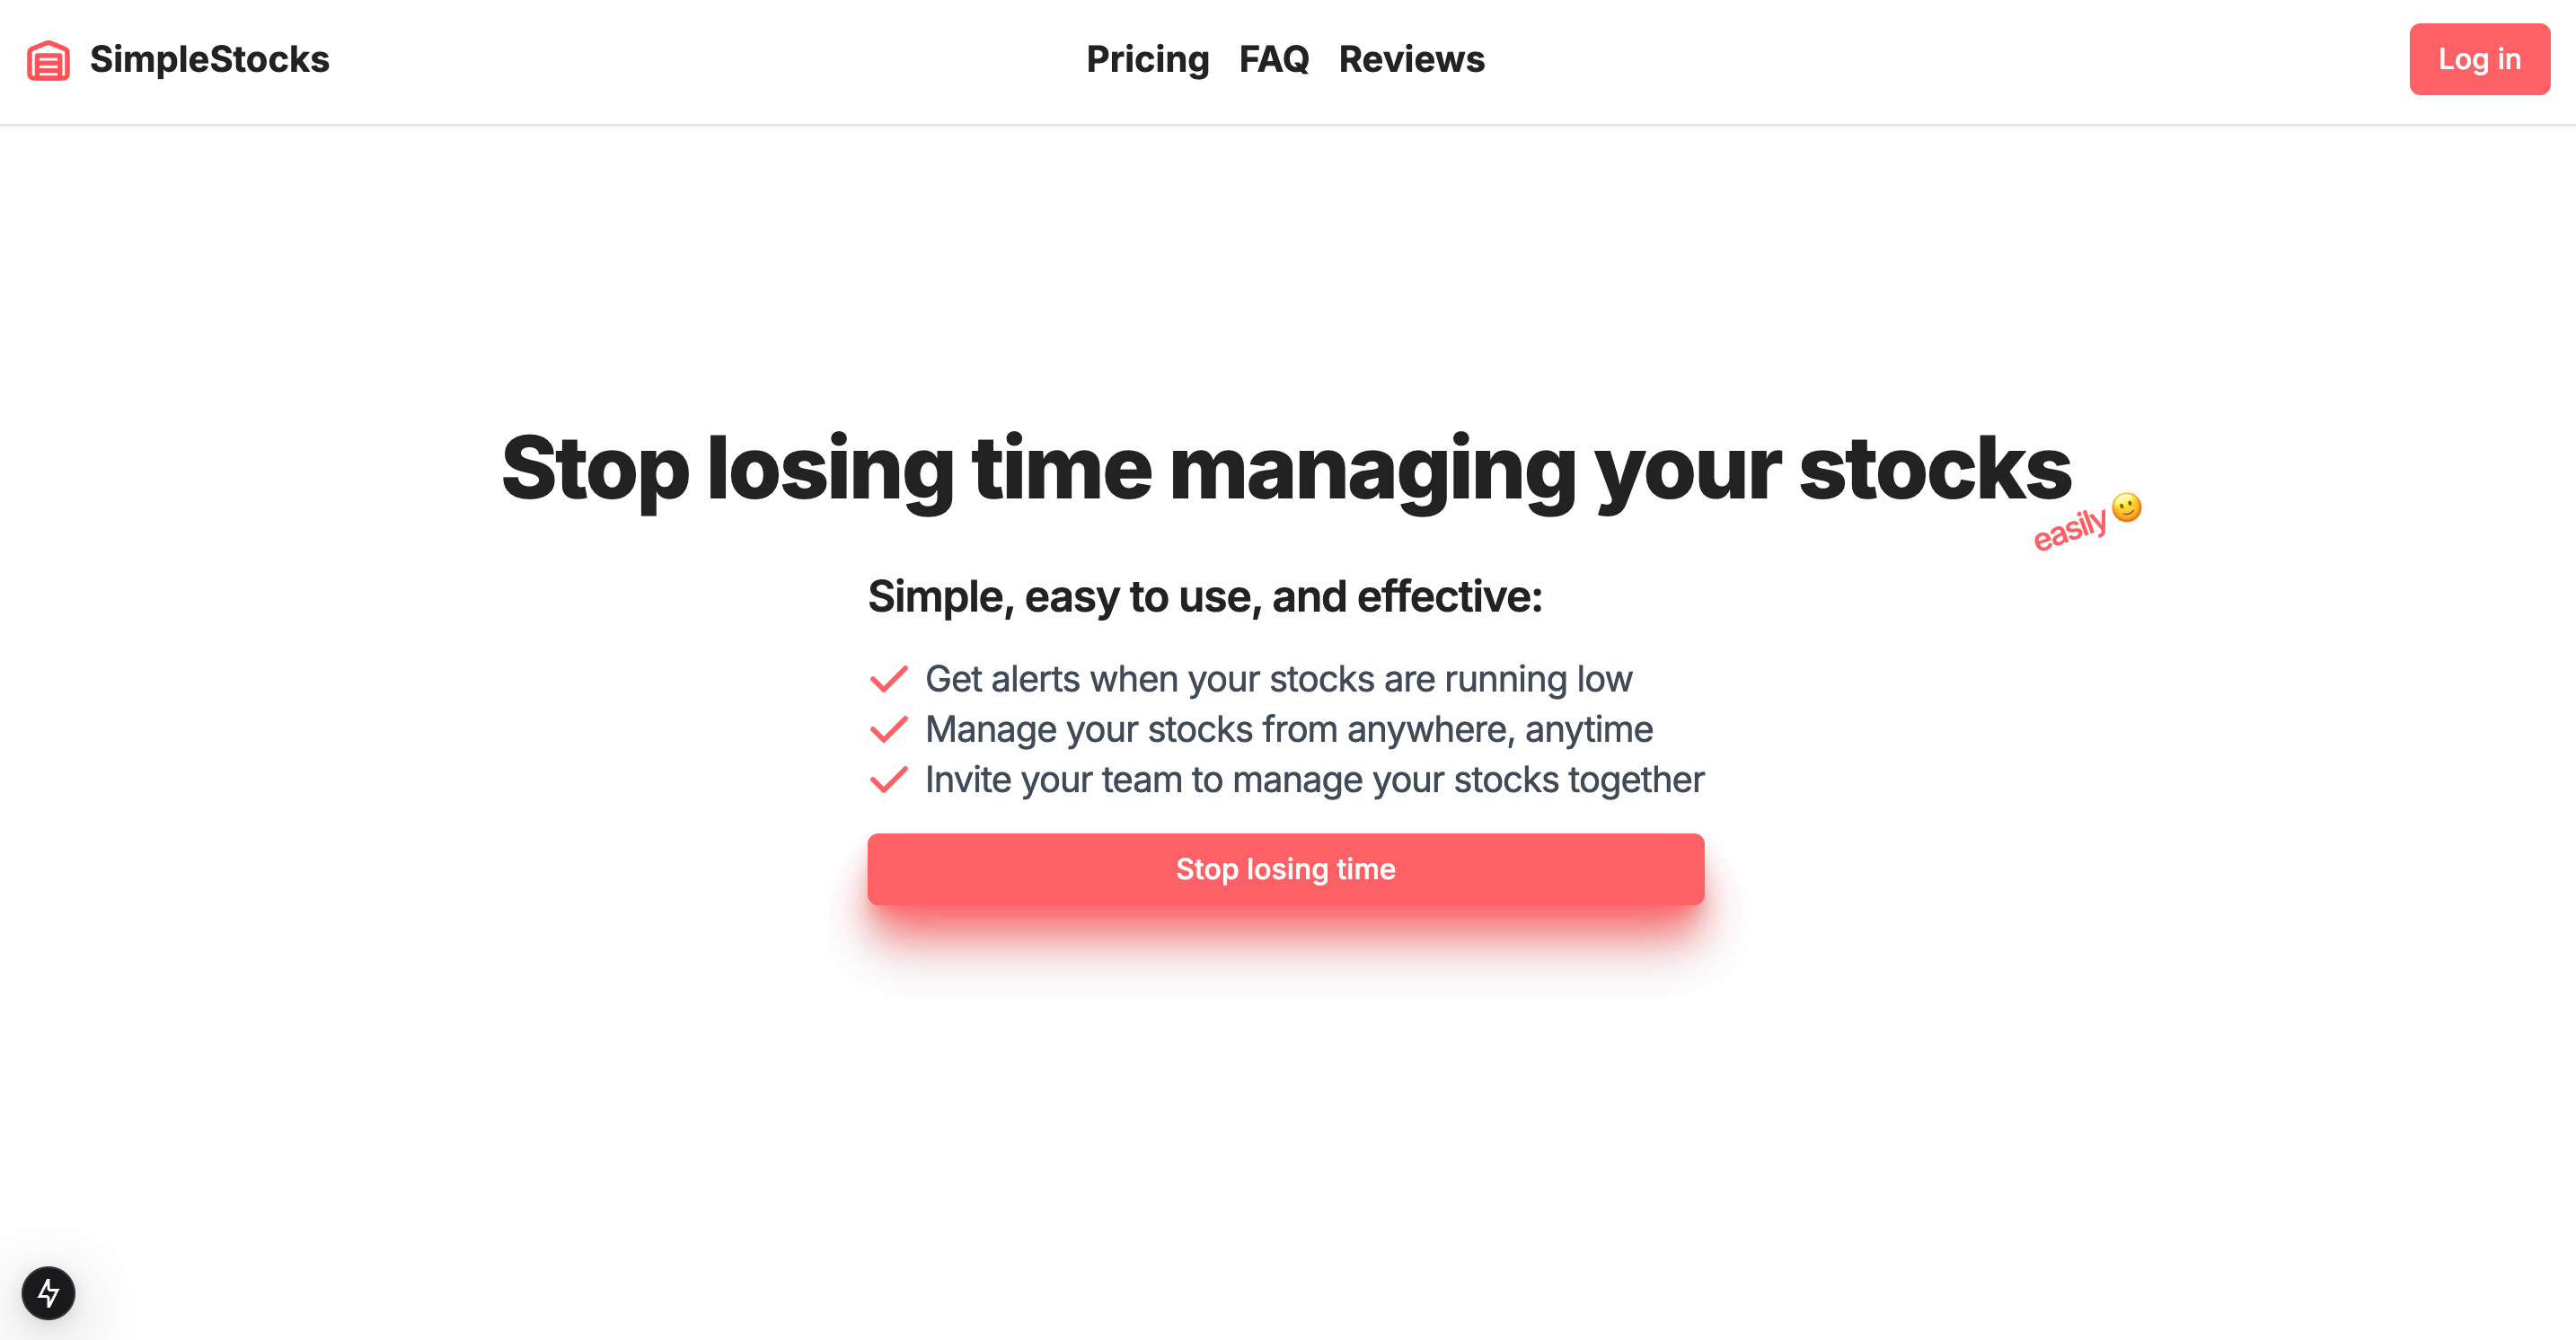 SimpleStocks
Pricing FAQ Reviews
Log in
Stop losing time managing your stocks
easily 😉
Simple, easy to use, and effective:
Get alerts when your stocks are running low
Manage your stocks from anywhere, anytime
Invite your team to manage your stocks together
Stop losing time